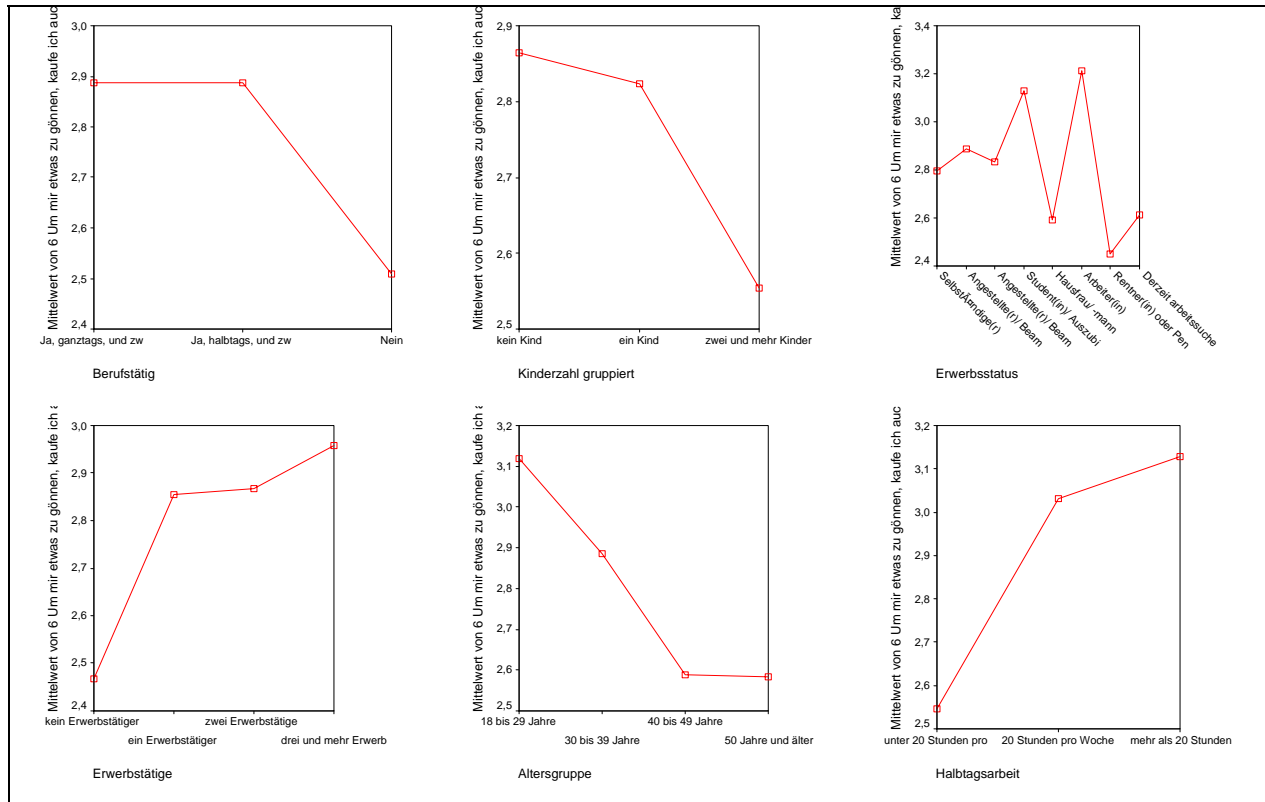 Mittelwert von 6 Um mir etwas zu gönnen, kaufe ich auc
3,0
2,9
2,8
2,7
2,6
2,5
2,4
Ja, ganztags, und zw
Ja, halbtags, und zw
Nein
Berufstätig
Mittelwert von 6 Um mir etwas zu gönnen, kaufe ich auc
2,9
2,8
2,7
2,6
2,5
kein Kind
ein Kind
zwei und mehr Kinder
Kinderzahl gruppiert
Mittelwert von 6 Um mir etwas zu gönnen, ka
3,4
3,2
3,0
2,8
2,6
2,4
SelbstÃ¤ndige(r)
Angestellte(r)/ Beam
Angestellte(r)/ Beam
Student(in)/ Auszubi
Hausfrau/ -mann
Arbeiter(in)
Rentner(in) oder Pen
Derzeit arbeitssuche
Erwerbsstatus
Mittelwert von 6 Um mir etwas zu gönnen, kaufe ich a
3,0
2,9
2,8
2,7
2,6
2,5
2,4
kein Erwerbstätiger
ein Erwerbstätiger
zwei Erwerbstätige
drei und mehr Erwerb
Erwerbstätige
Mittelwert von 6 Um mir etwas zu gönnen, kaufe ich a
3,2
3,1
3,0
2,9
2,8
2,7
2,6
2,5
18 bis 29 Jahre
30 bis 39 Jahre
40 bis 49 Jahre
50 Jahre und älter
Altersgruppe
Mittelwert von 6 Um mir etwas zu gönnen, kaufe ich auc
3,2
3,1
3,0
2,9
2,8
2,7
2,6
2,5
unter 20 Stunden pro
20 Stunden pro Woche
mehr als 20 Stunden
Halbtagsarbeit